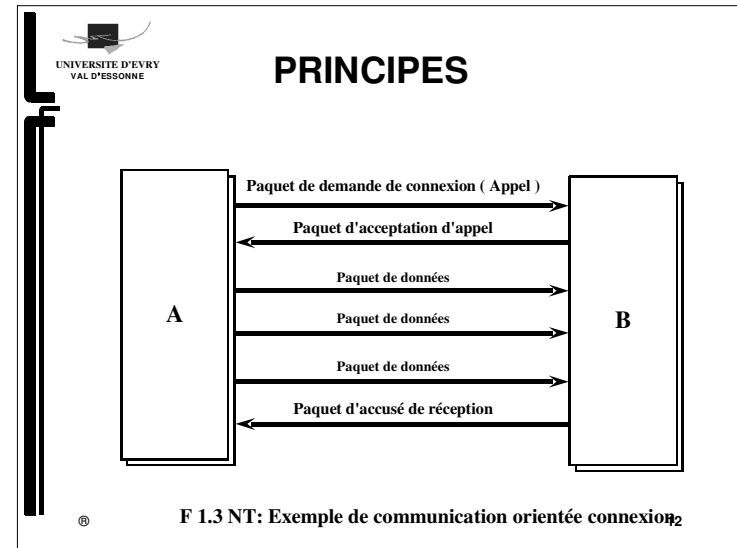 UNIVERSITE D'EVRY
VAL D'ESSONNE
PRINCIPES
Paquet de demande de connexion ( Appel )
Paquet d'acceptation d'appel
Paquet de données
A
Paquet de données
B
Paquet de données
Paquet d'accusé de réception
® F 1.3 NT: Exemple de communication orientée connexion 12